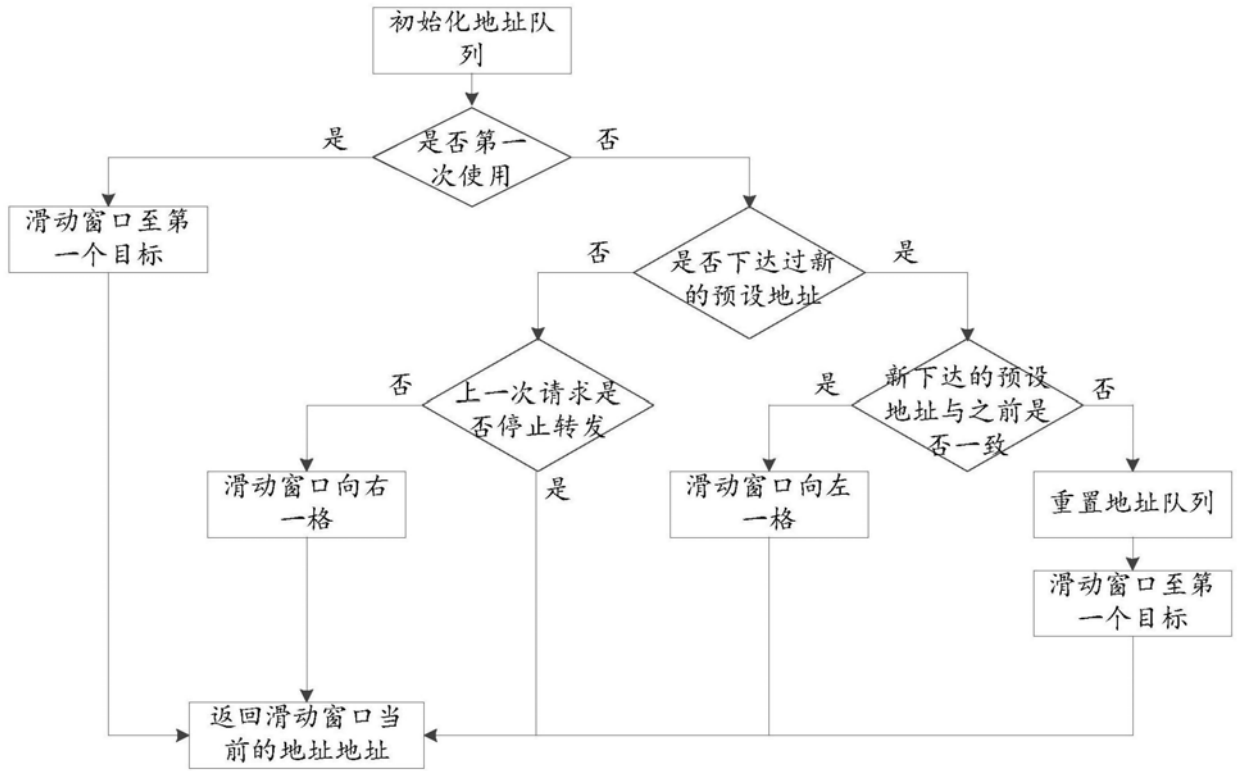 初始化地址队
列
是
是否第一
次使用
否
滑动窗口至第
一个目标
否
是否下达过新
的预设地址
是
否
上一次请求是
否停止转发
是
是
新下达的预设
地址与之前是
否一致
否
滑动窗口向右
一格
滑动窗口向左
一格
重置地址队列
滑动窗口至第
一个目标
返回滑动窗口当
前的地址地址